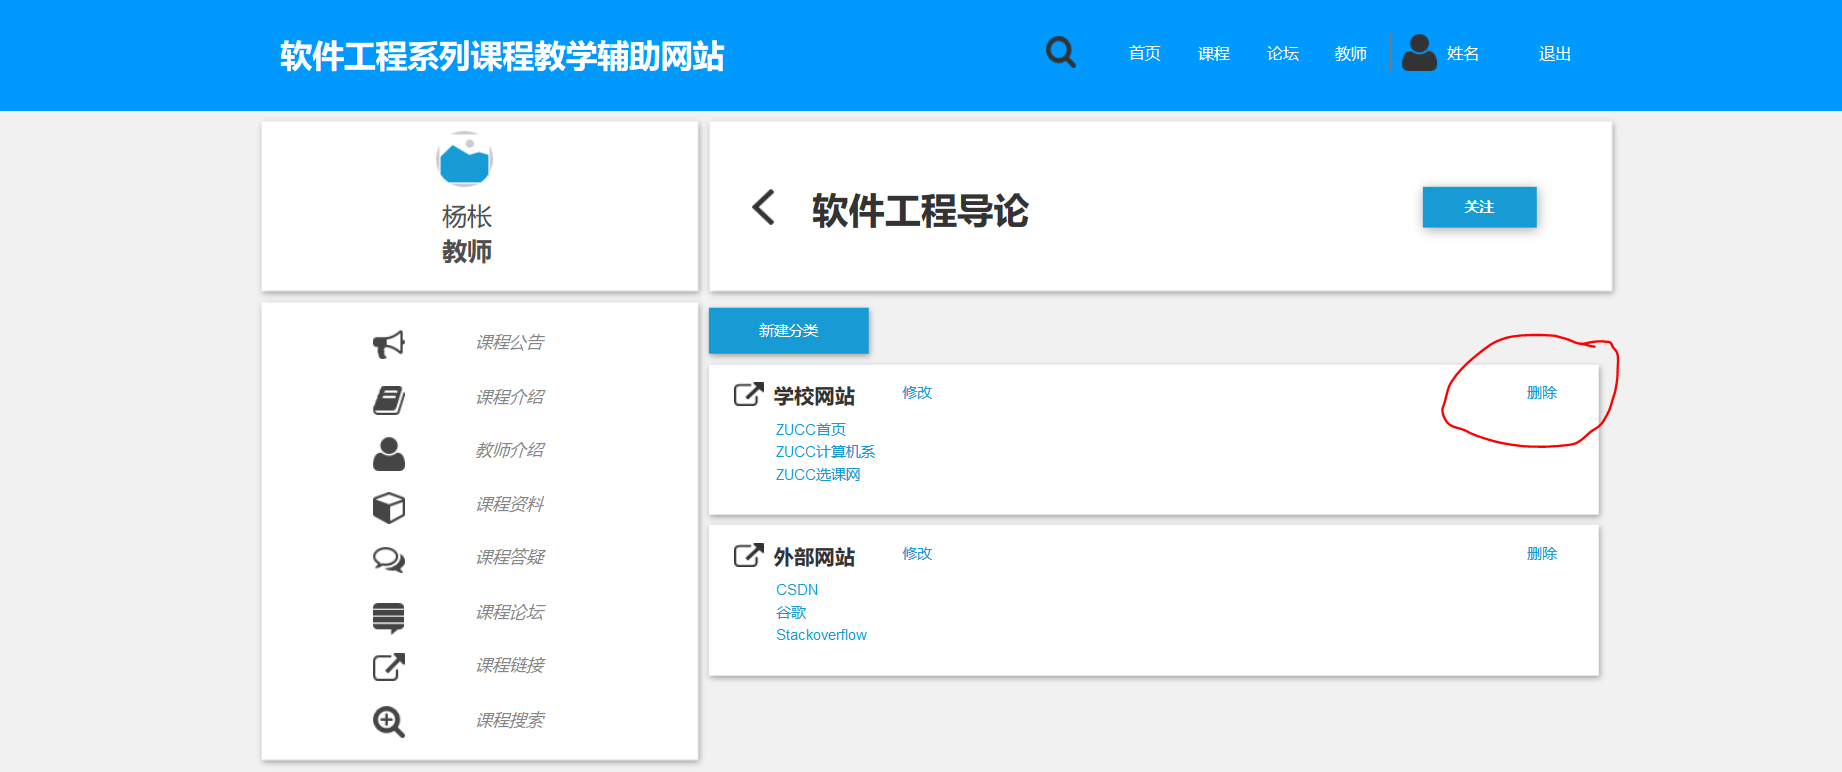 软件工程系列课程教学辅助网站
首页 课程 论坛 教师 姓名 退出
杨枨
教师
软件工程导论
关注
课程公告
课程介绍
教师介绍
课程资料
课程答疑
课程论坛
课程链接
课程搜索
新建分类
学校网站 修改 删除
ZUCC首页
ZUCC计算机系
ZUCC选课网
外部网站 修改 删除
CSDN
谷歌
Stackoverflow